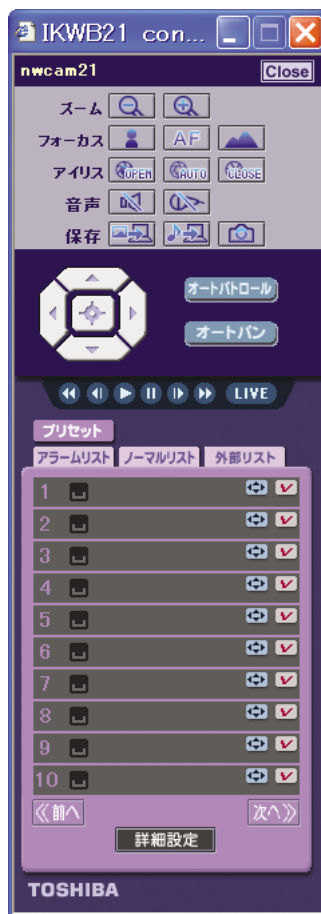 IKWB21 con...
nwcam21 Close
ズーム
フォーカス AF
アイリス OPEN AUTO CLOSE
音声
保存
オートパトロール
オートパン
LIVE
プリセット
アラームリスト ノーマルリスト 外部リスト
1
2
3
4
5
6
7
8
9
10
≪前へ 次へ≫
詳細設定
TOSHIBA